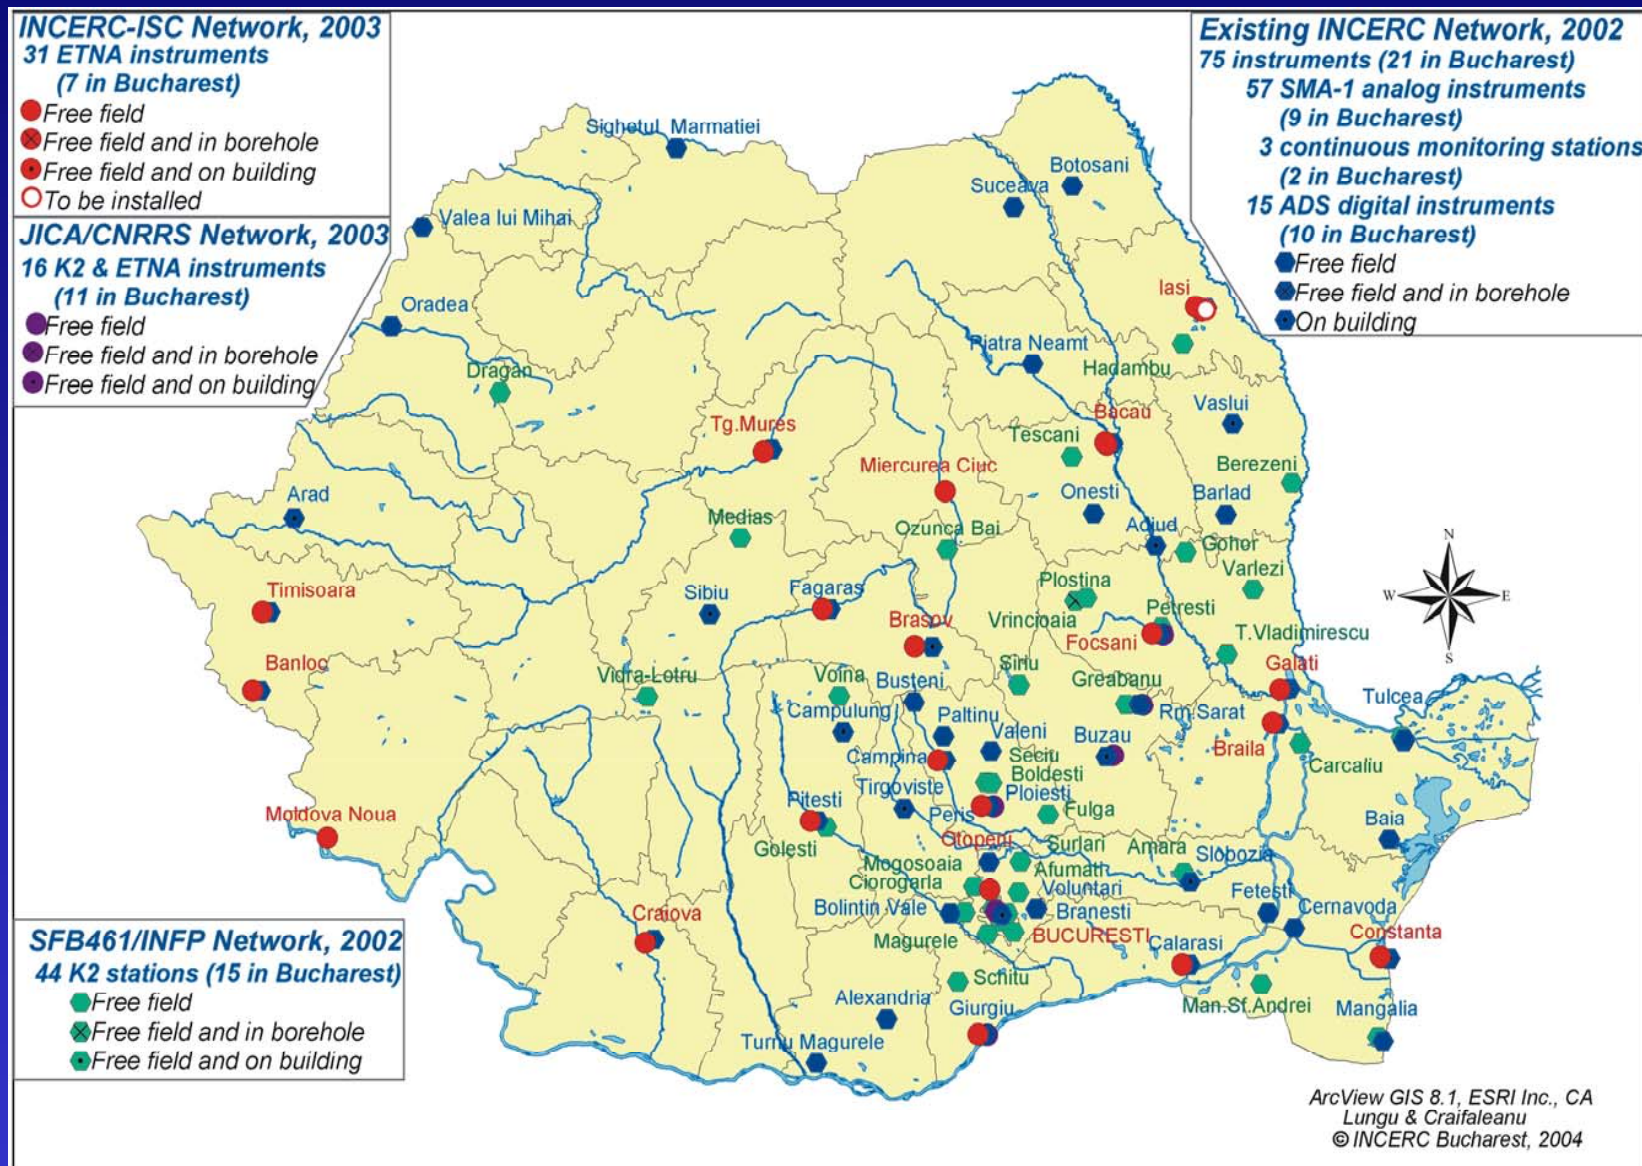 INCERC-ISC Network, 2003
31 ETNA instruments
(7 in Bucharest)
Free field
Free field and in borehole
Free field and on building
To be installed
JICA/CNRRS Network, 2003
16 K2 & ETNA instruments
(11 in Bucharest)
Free field
Free field and in borehole
Free field and on building
Existing INCERC Network, 2002
75 instruments (21 in Bucharest)
57 SMA-1 analog instruments
(9 in Bucharest)
3 continuous monitoring stations
(2 in Bucharest)
15 ADS digital instruments
(10 in Bucharest)
Free field
Free field and in borehole
On building
Sighetul Marmatiei
Botosani
Suceava
Valea lui Mihai
Iasi
Oradea
Piatra Neamt
Hadambu
Dragan
Vaslui
Bacau
Tg.Mures
Tescani
Miercurea Ciuc
Berezeni
Arad
Onesti
Barlad
Medias
Ozunca Bai
Adjud
Gohor
Varlezi
Plostina
Timisoara
Sibiu
Fagaras
Petresti
Vrincioaia
Brasov
Focsani
T.Vladimirescu
Banloc
Galati
Sinu
Vidra-Lotru
Voina
Busteni
Greabanu
Tulcea
Campulung
Paltinu
Rm.Sarat
Valeni
Buzau
Braila
Campina
Seciu
Carcaliu
Boldesti
Tirgoviste
Ploiesti
Pitesti
Peris
Fulga
Moldova Noua
Baia
Otopeni
Golesti
Surlari
Amara
Slobozia
Mogosoaia
Afumati
Ciorogarla
Voluntari
Fetesti
Bolintin Vale
Branesti
Cernavoda
Craiova
Magurele
BUCURESTI
Calarasi
Constanta
Schitu
Man.Sf.Andrei
Alexandria
Giurgiu
Mangalia
Turnu Magurele
N
W
E
S
SFB461/INFP Network, 2002
44 K2 stations (15 in Bucharest)
Free field
Free field and in borehole
Free field and on building
ArcView GIS 8.1, ESRI Inc., CA
Lungu & Craifaleanu
© INCERC Bucharest, 2004